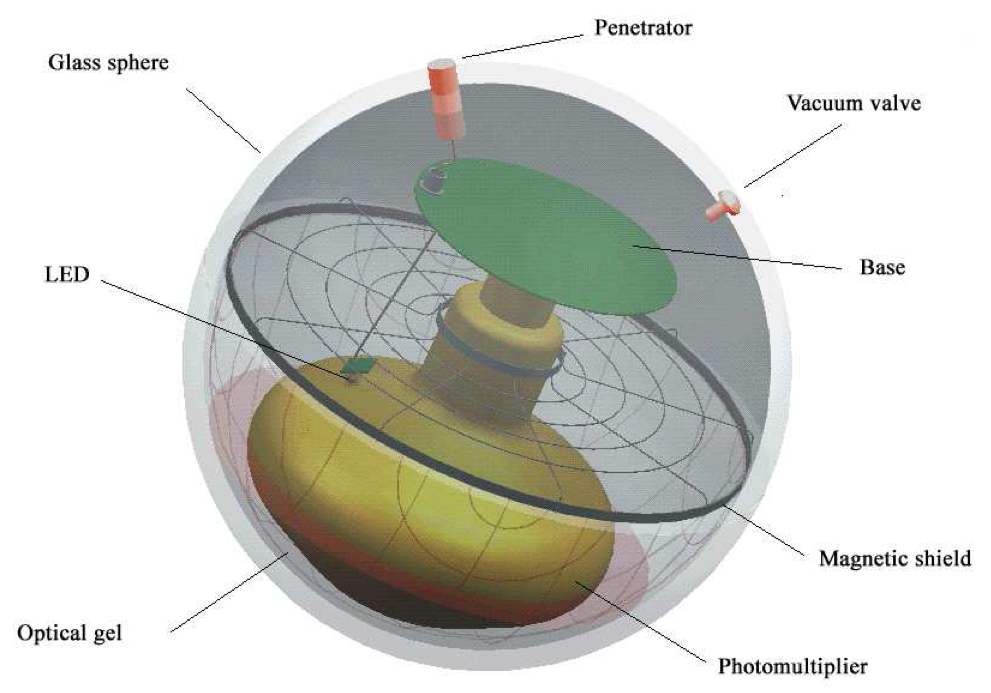 Penetrator
Glass sphere
Vacuum valve
LED
Base
Magnetic shield
Optical gel
Photomultiplier